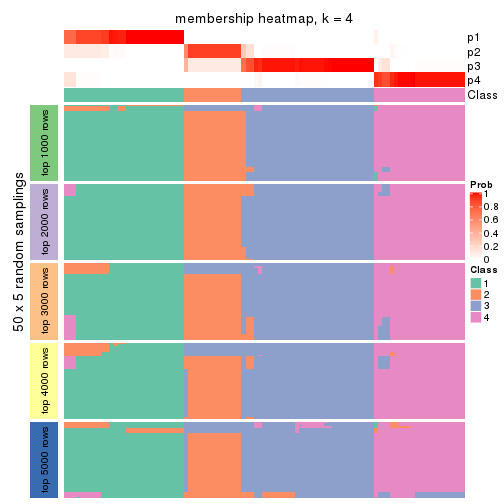 membership heatmap, k = 4
p1
p2
p3
p4
Class
50 x 5 random samplings
top 1000 rows
top 2000 rows
top 3000 rows
top 4000 rows
top 5000 rows
Prob
1
0.8
0.6
0.4
0.2
0
Class
1
2
3
4